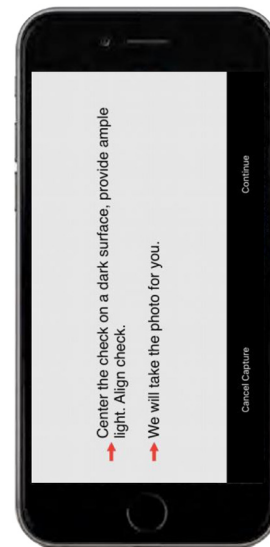 Center the check on a dark surface, provide ample
light. Align check.
We will take the photo for you.
Cancel Capture
Continue